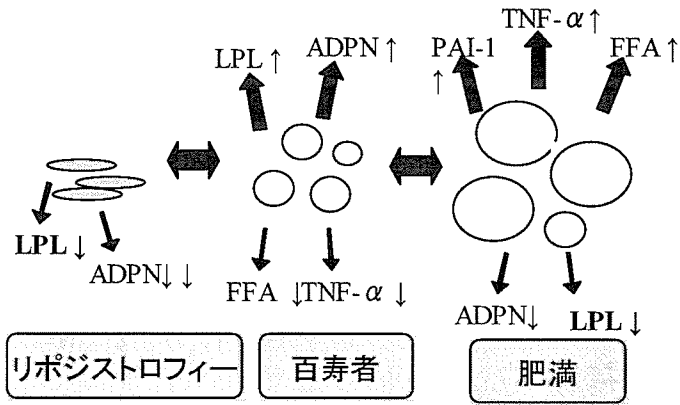 TNF-α↑
LPL↑ ADPN↑ PAI-1↑ FFA↑
LPL↓
ADPN↓↓
FFA ↓TNF-α ↓
ADPN↓ LPL↓
リポジストロフィー 百寿者 肥満